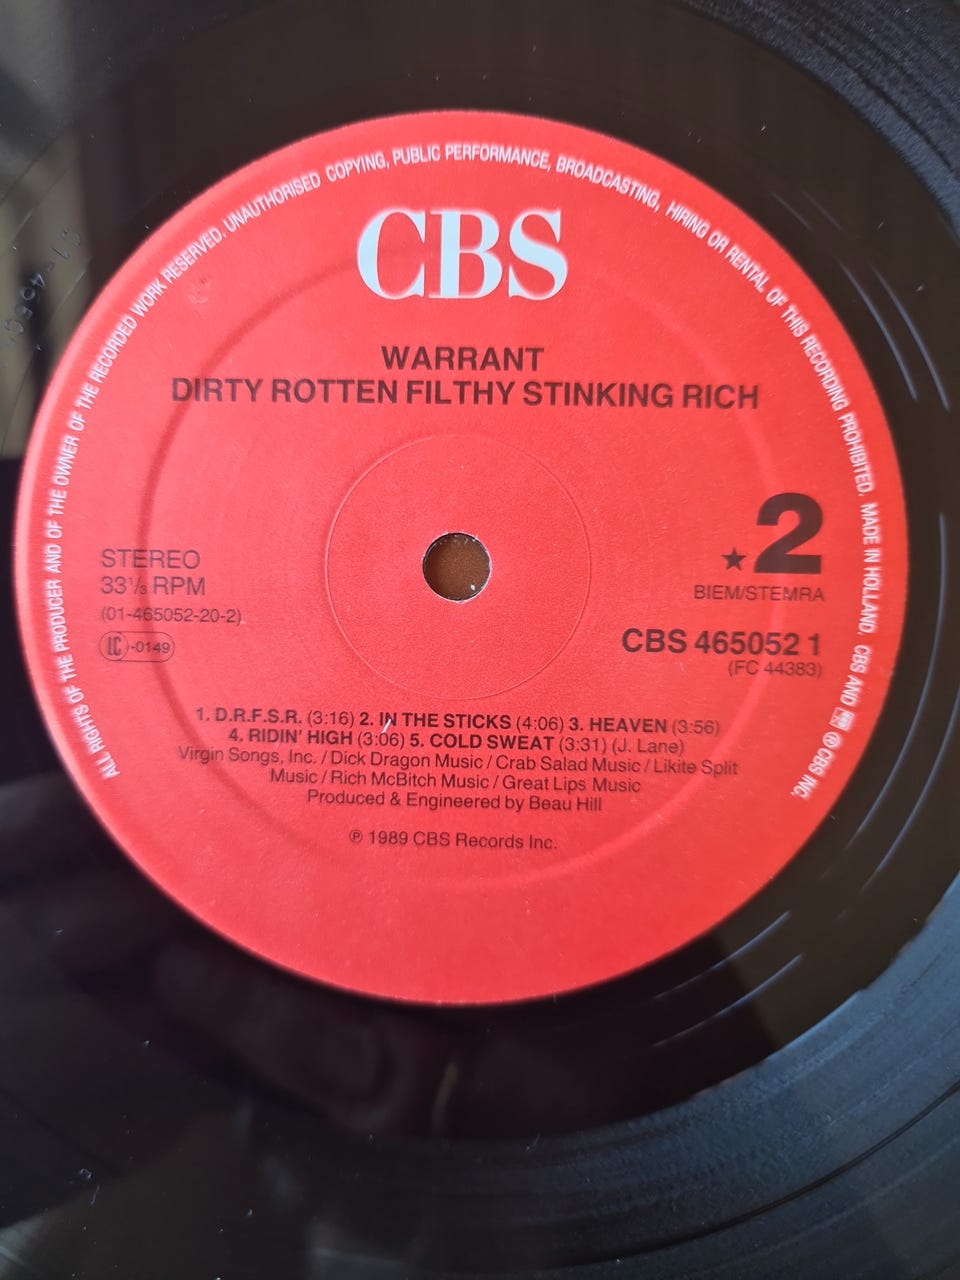 ALL RIGHTS OF THE PRODUCER AND OF THE OWNER OF THE RECORDED WORK RESERVED. UNAUTHORISED COPYING, PUBLIC PERFORMANCE, BROADCASTING, HIRING OR RENTAL OF THIS RECORDING PROHIBITED. MADE IN HOLLAND. CBS AND ℗ CBS INC.
CBS
WARRANT
DIRTY ROTTEN FILTHY STINKING RICH
STEREO
33 1/3 RPM
(01-465052-20-2)
LC-0149
★2
BIEM/STEMRA
CBS 465052 1
(FC 44383)
1. D.R.F.S.R. (3:16) 2. IN THE STICKS (4:06) 3. HEAVEN (3:56)
4. RIDIN' HIGH (3:06) 5. COLD SWEAT (3:31) (J. Lane)
Virgin Songs, Inc. / Dick Dragon Music / Crab Salad Music / Likite Split
Music / Rich McBitch Music / Great Lips Music
Produced & Engineered by Beau Hill
℗ 1989 CBS Records Inc.